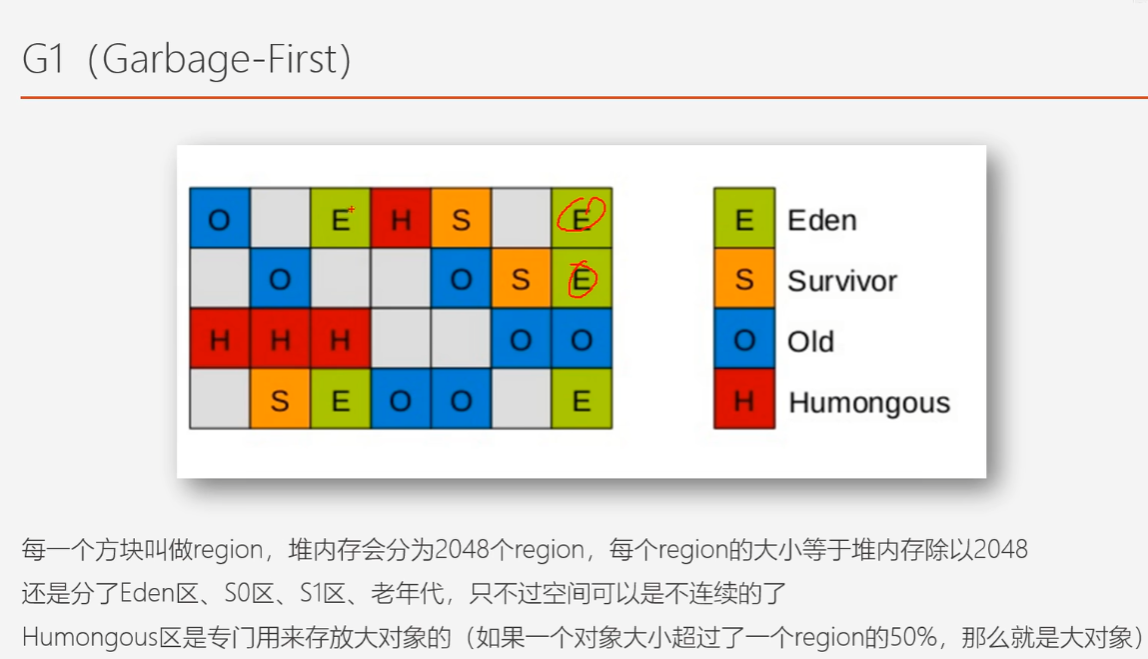 G1（Garbage-First）
O E H S E
O O S E
H H H O O
S E O O E
E Eden
S Survivor
O Old
H Humongous
每一个方块叫做region，堆内存会分为2048个region，每个region的大小等于堆内存除以2048
还是分了Eden区、S0区、S1区、老年代，只不过空间可以是不连续的了
Humongous区是专门用来存放大对象的（如果一个对象大小超过了一个region的50%，那么就是大对象）